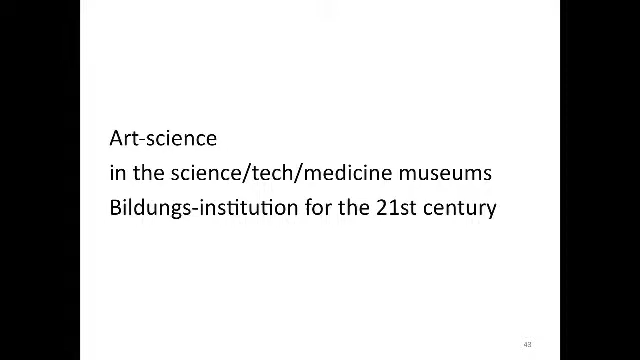 Art-science
in the science/tech/medicine museums
Bildungs-institution for the 21st century
43